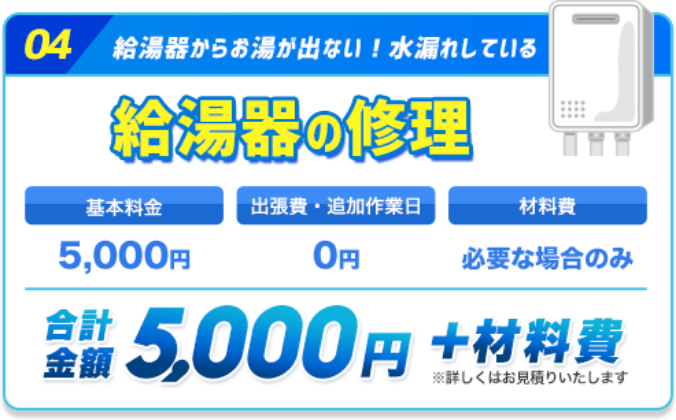 04 給湯器からお湯が出ない！水漏れしている
給湯器の修理
基本料金 出張費・追加作業日 材料費
5,000円 0円 必要な場合のみ
合計金額 5,000円 ＋材料費
※詳しくはお見積りいたします